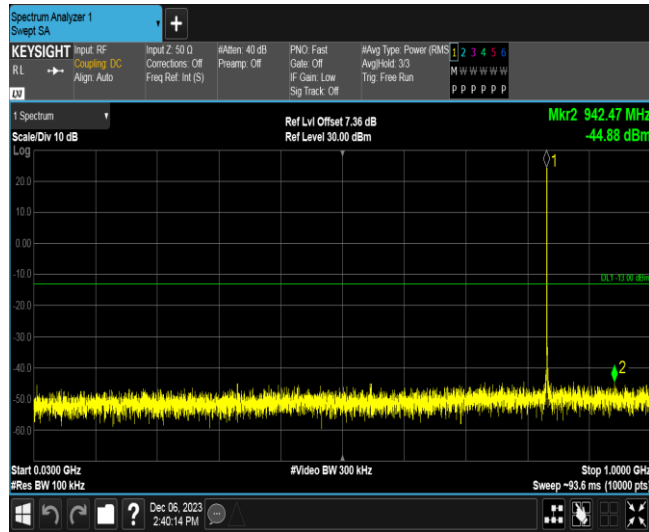 Spectrum Analyzer 1
Swept SA
+
KEYSIGHT
RL
LXI
Input: RF
Coupling: DC
Align: Auto
Input Z: 50 Ω
Corrections: Off
Freq Ref: Int (S)
#Atten: 40 dB
Preamp: Off
PNO: Fast
Gate: Off
IF Gain: Low
Sig Track: Off
#Avg Type: Power (RMS
Avg|Hold: 3/3
Trig: Free Run
1 2 3 4 5 6
M W W W W W
P P P P P P
1 Spectrum
Scale/Div 10 dB
Log
Ref Lvl Offset 7.36 dB
Ref Level 30.00 dBm
Mkr2 942.47 MHz
-44.88 dBm
1
20.0
10.0
0.00
-10.0
DL1 -13.00 dBm
-20.0
-30.0
-40.0
2
-50.0
-60.0
Start 0.0300 GHz
#Res BW 100 kHz
#Video BW 300 kHz
Stop 1.0000 GHz
Sweep ~93.6 ms (10000 pts)
?
Dec 06, 2023
2:40:14 PM